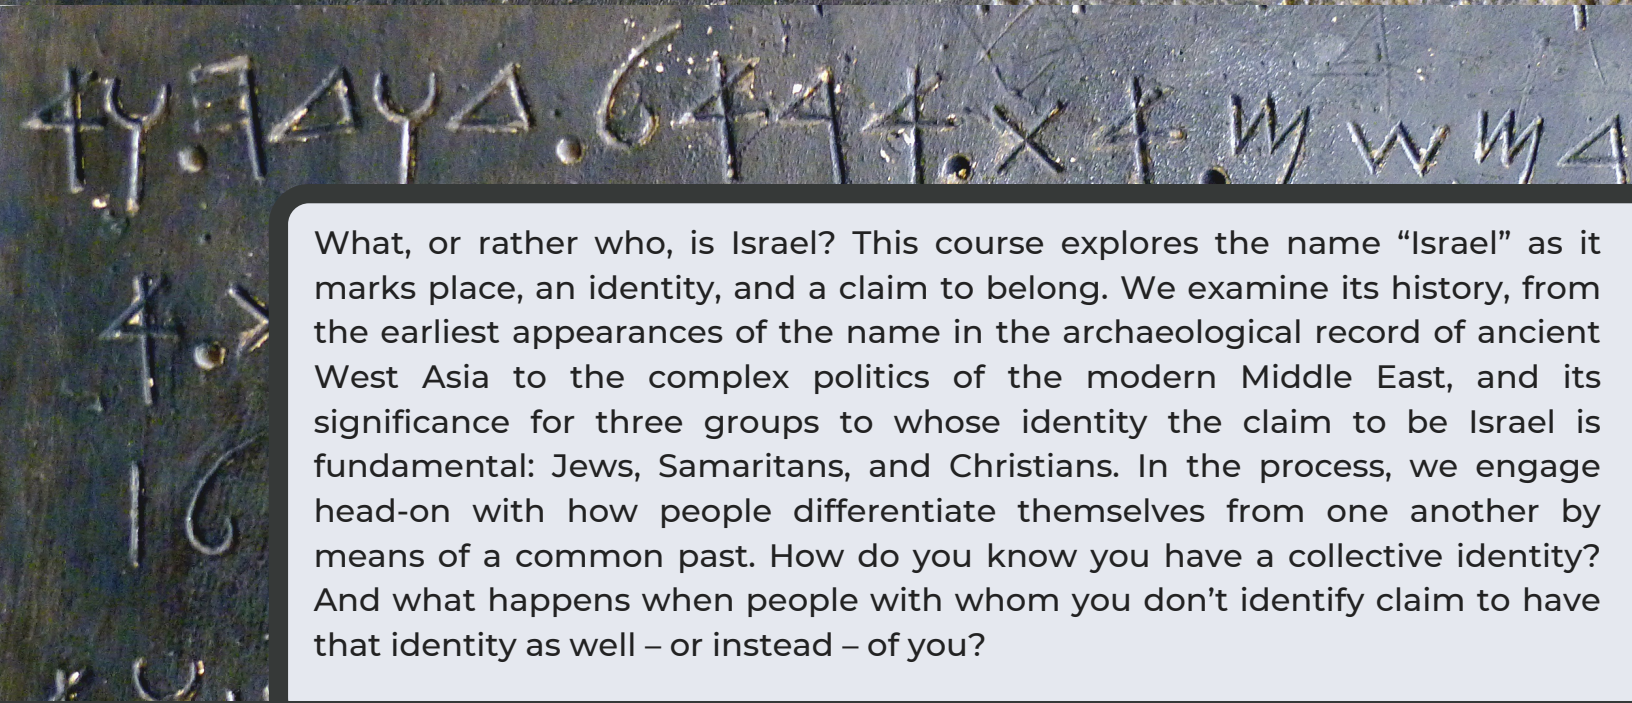 𐤌𐤔𐤌.𐤀𐤕.𐤀𐤓𐤀𐤋.𐤃𐤅𐤃𐤄.𐤅𐤀
What, or rather who, is Israel? This course explores the name “Israel” as it
marks place, an identity, and a claim to belong. We examine its history, from
the earliest appearances of the name in the archaeological record of ancient
West Asia to the complex politics of the modern Middle East, and its
significance for three groups to whose identity the claim to be Israel is
fundamental: Jews, Samaritans, and Christians. In the process, we engage
head-on with how people differentiate themselves from one another by
means of a common past. How do you know you have a collective identity?
And what happens when people with whom you don’t identify claim to have
that identity as well – or instead – of you?